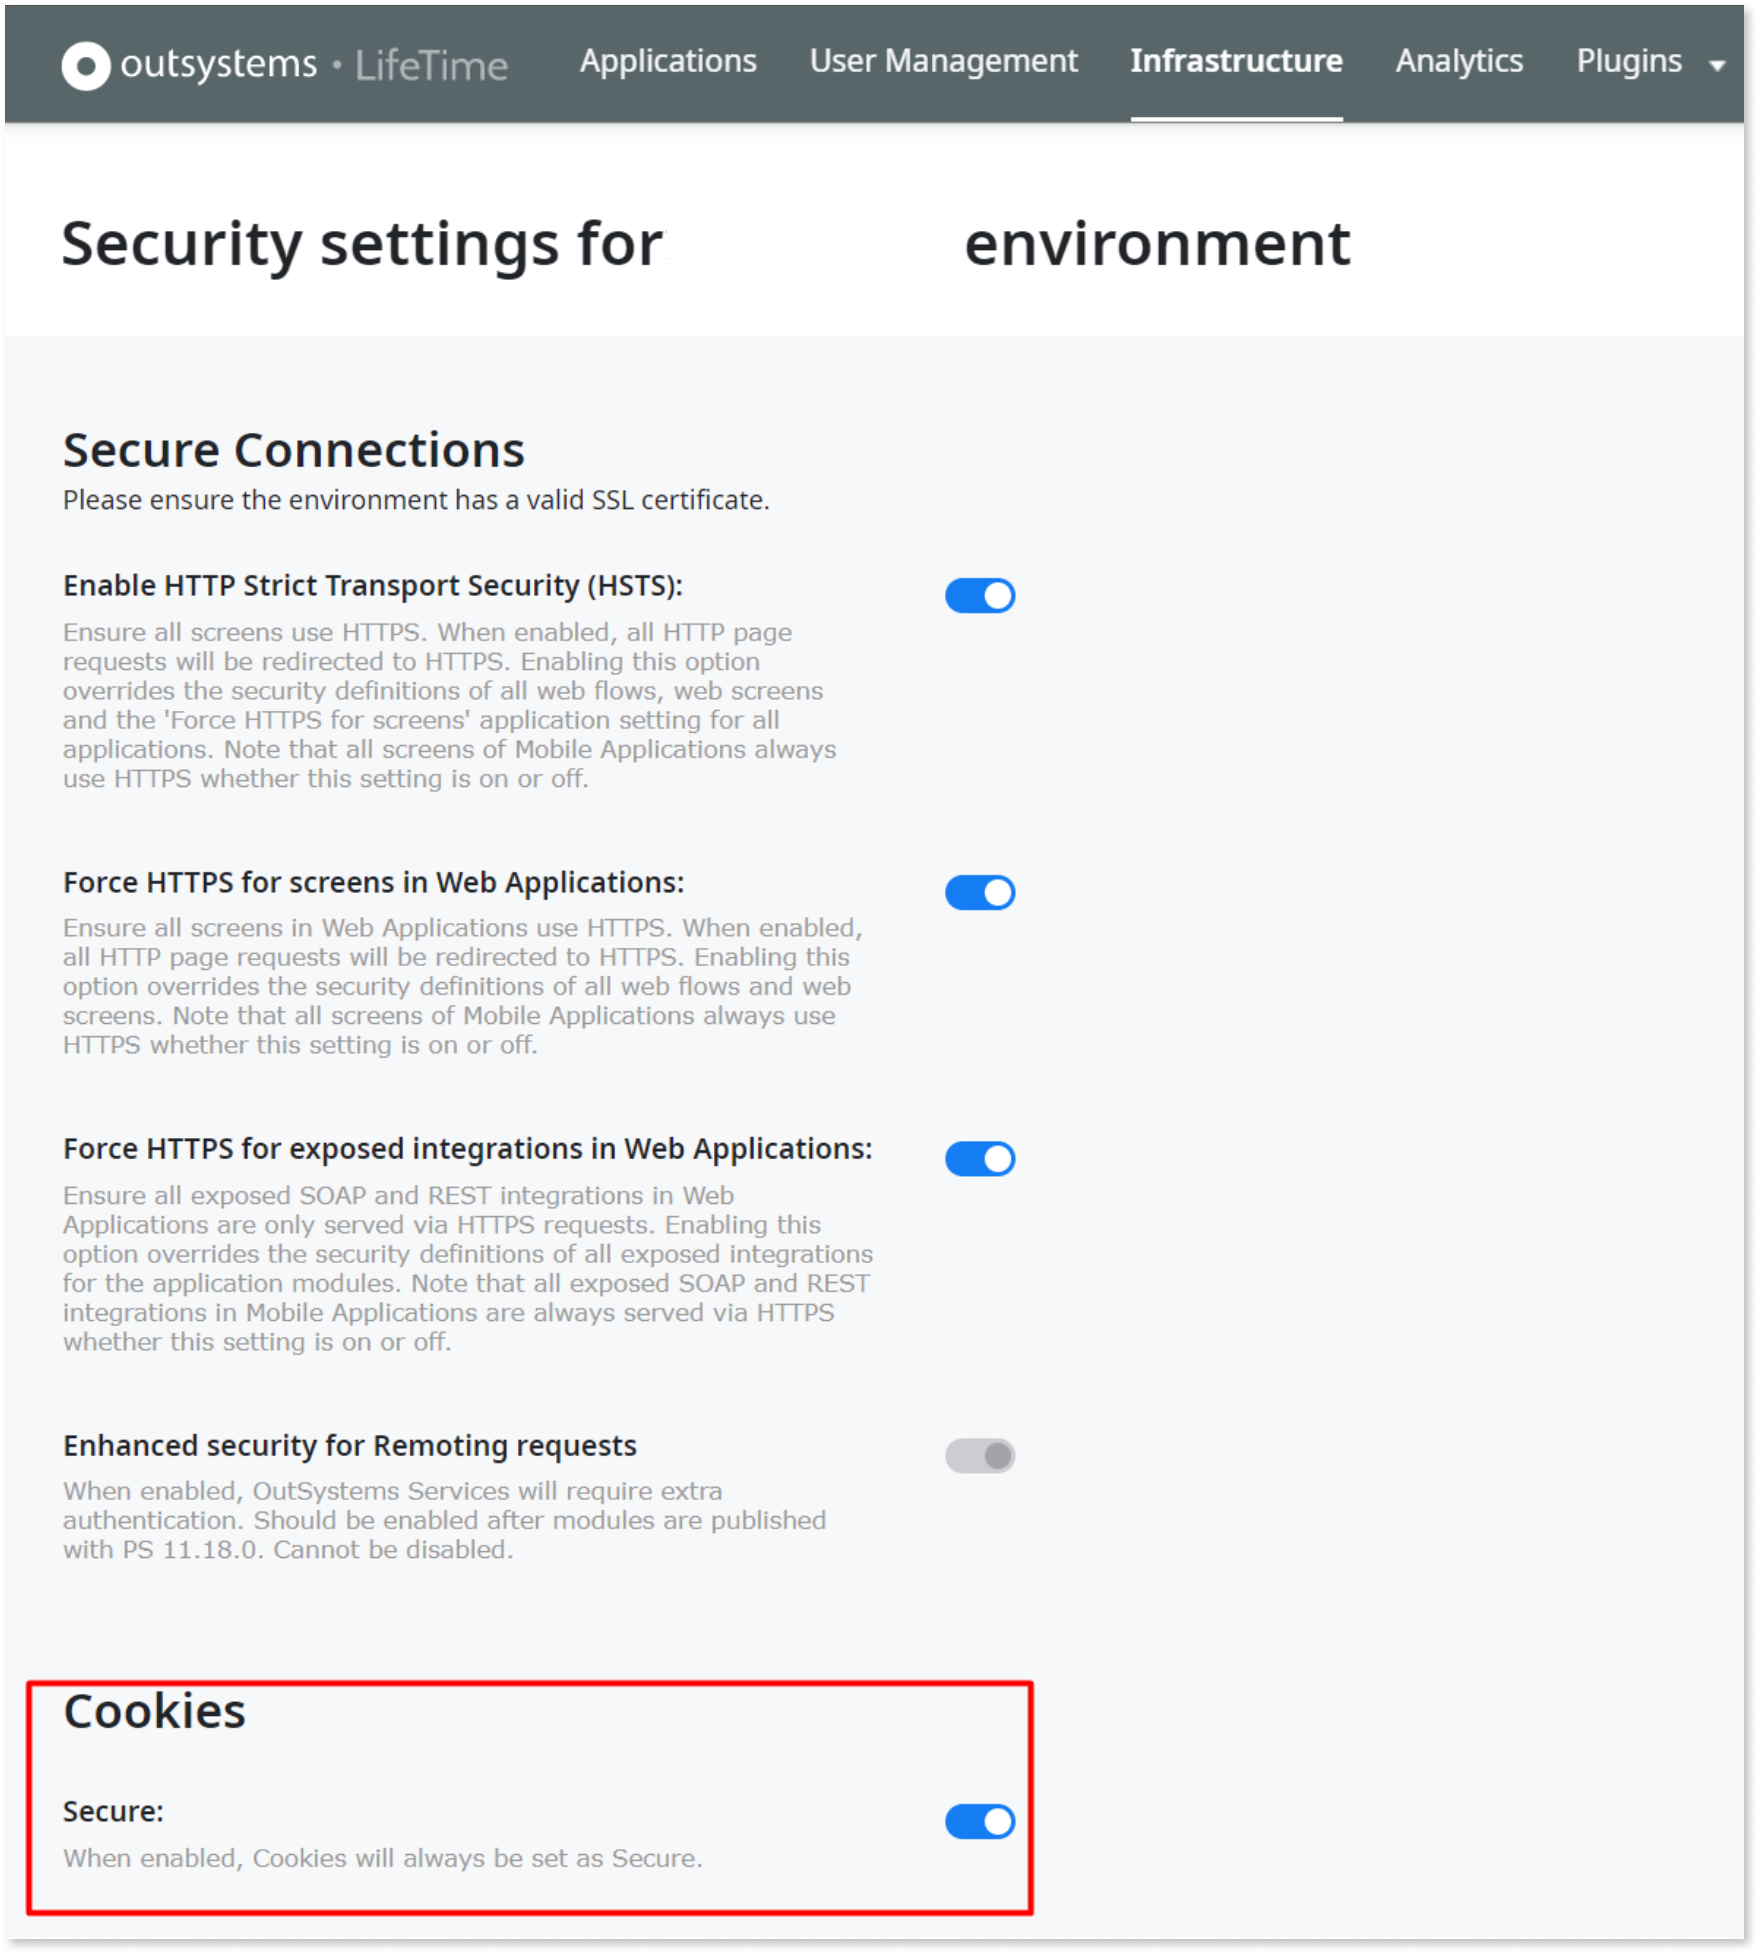 outsystems • LifeTime Applications User Management Infrastructure Analytics Plugins
Security settings for environment
Secure Connections
Please ensure the environment has a valid SSL certificate.
Enable HTTP Strict Transport Security (HSTS):
Ensure all screens use HTTPS. When enabled, all HTTP page
requests will be redirected to HTTPS. Enabling this option
overrides the security definitions of all web flows, web screens
and the 'Force HTTPS for screens' application setting for all
applications. Note that all screens of Mobile Applications always
use HTTPS whether this setting is on or off.
Force HTTPS for screens in Web Applications:
Ensure all screens in Web Applications use HTTPS. When enabled,
all HTTP page requests will be redirected to HTTPS. Enabling this
option overrides the security definitions of all web flows and web
screens. Note that all screens of Mobile Applications always use
HTTPS whether this setting is on or off.
Force HTTPS for exposed integrations in Web Applications:
Ensure all exposed SOAP and REST integrations in Web
Applications are only served via HTTPS requests. Enabling this
option overrides the security definitions of all exposed integrations
for the application modules. Note that all exposed SOAP and REST
integrations in Mobile Applications are always served via HTTPS
whether this setting is on or off.
Enhanced security for Remoting requests
When enabled, OutSystems Services will require extra
authentication. Should be enabled after modules are published
with PS 11.18.0. Cannot be disabled.
Cookies
Secure:
When enabled, Cookies will always be set as Secure.